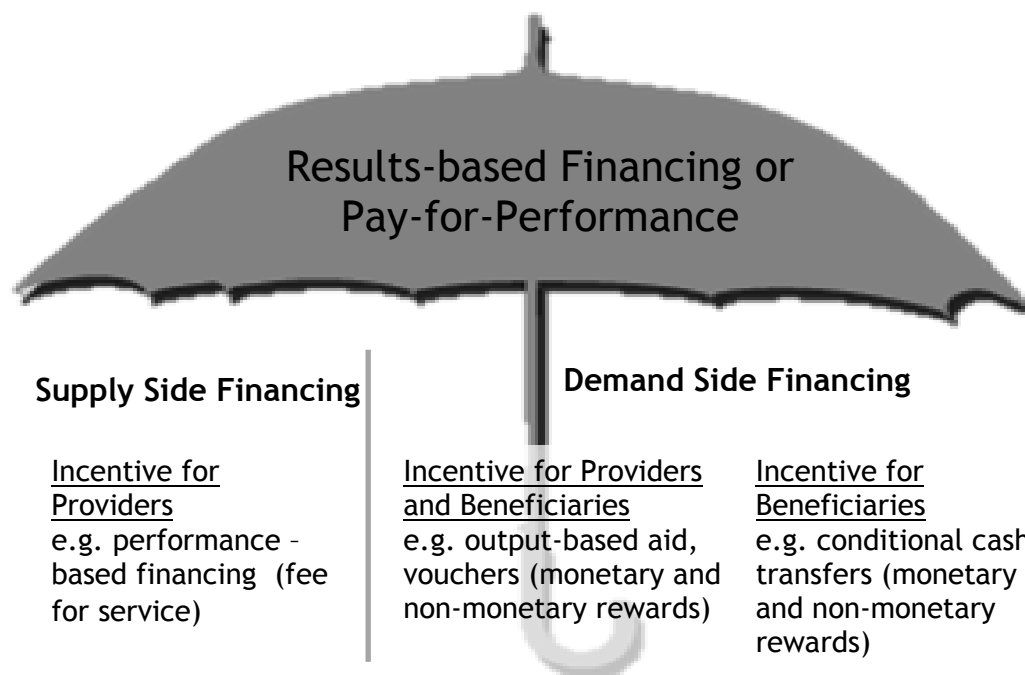 Results-based Financing or
Pay-for-Performance
Supply Side Financing
Incentive for
Providers
e.g. performance –
based financing (fee
for service)
Demand Side Financing
Incentive for Providers
and Beneficiaries
e.g. output-based aid,
vouchers (monetary and
non-monetary rewards)
Incentive for
Beneficiaries
e.g. conditional cash
transfers (monetary
and non-monetary
rewards)